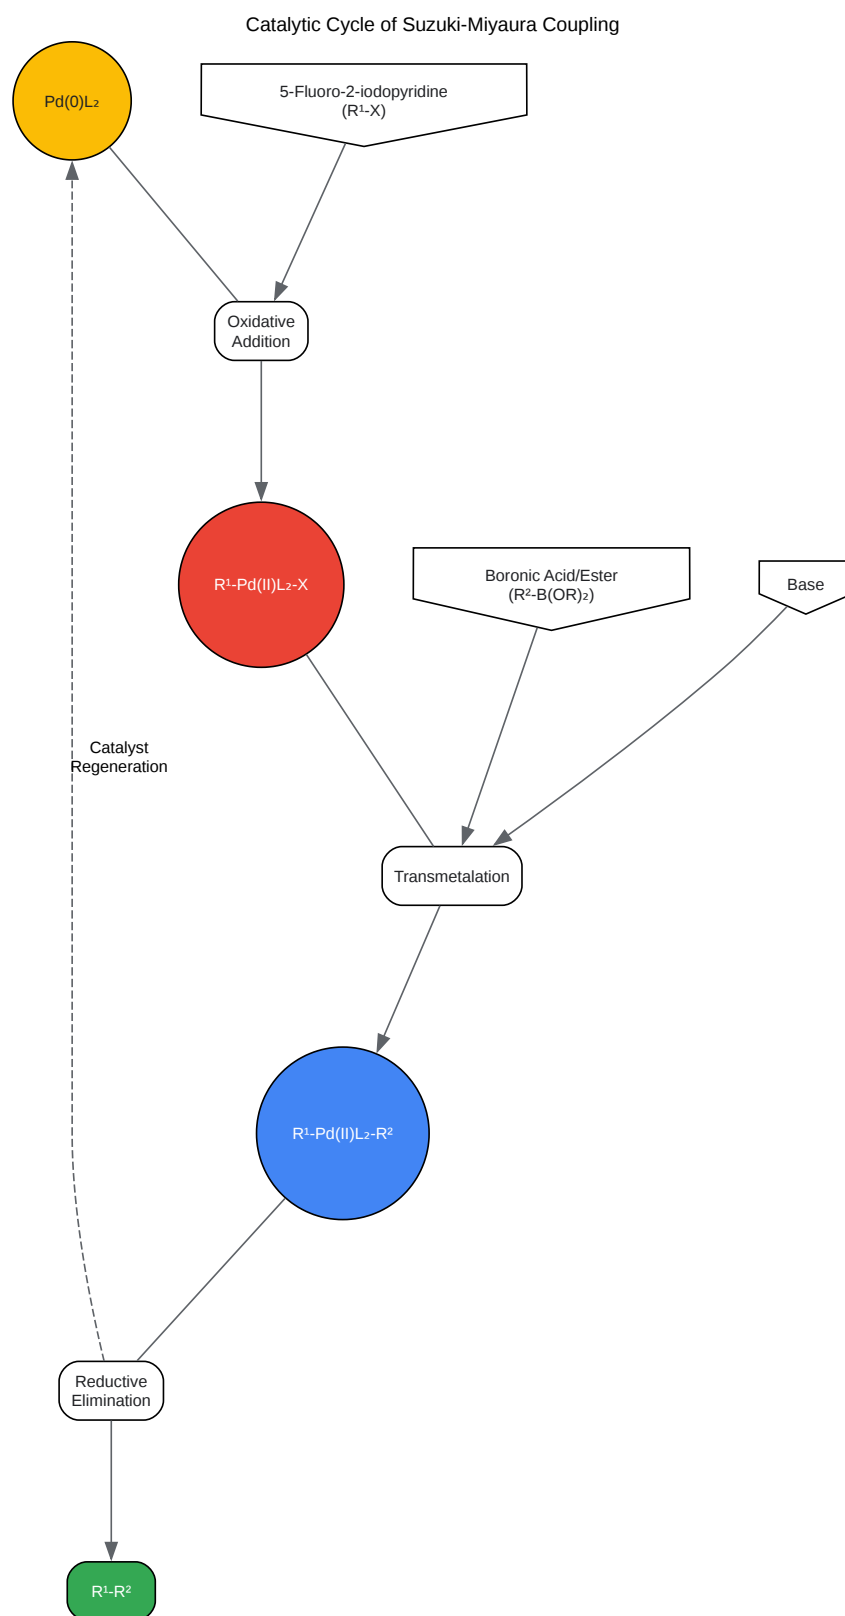 Catalytic Cycle of Suzuki-Miyaura Coupling
Pd(0)L₂
5-Fluoro-2-iodopyridine
(R¹-X)
Oxidative
Addition
R¹-Pd(II)L₂-X
Boronic Acid/Ester
(R²-B(OR)₂)
Base
Catalyst
Regeneration
Transmetalation
R¹-Pd(II)L₂-R²
Reductive
Elimination
R¹-R²